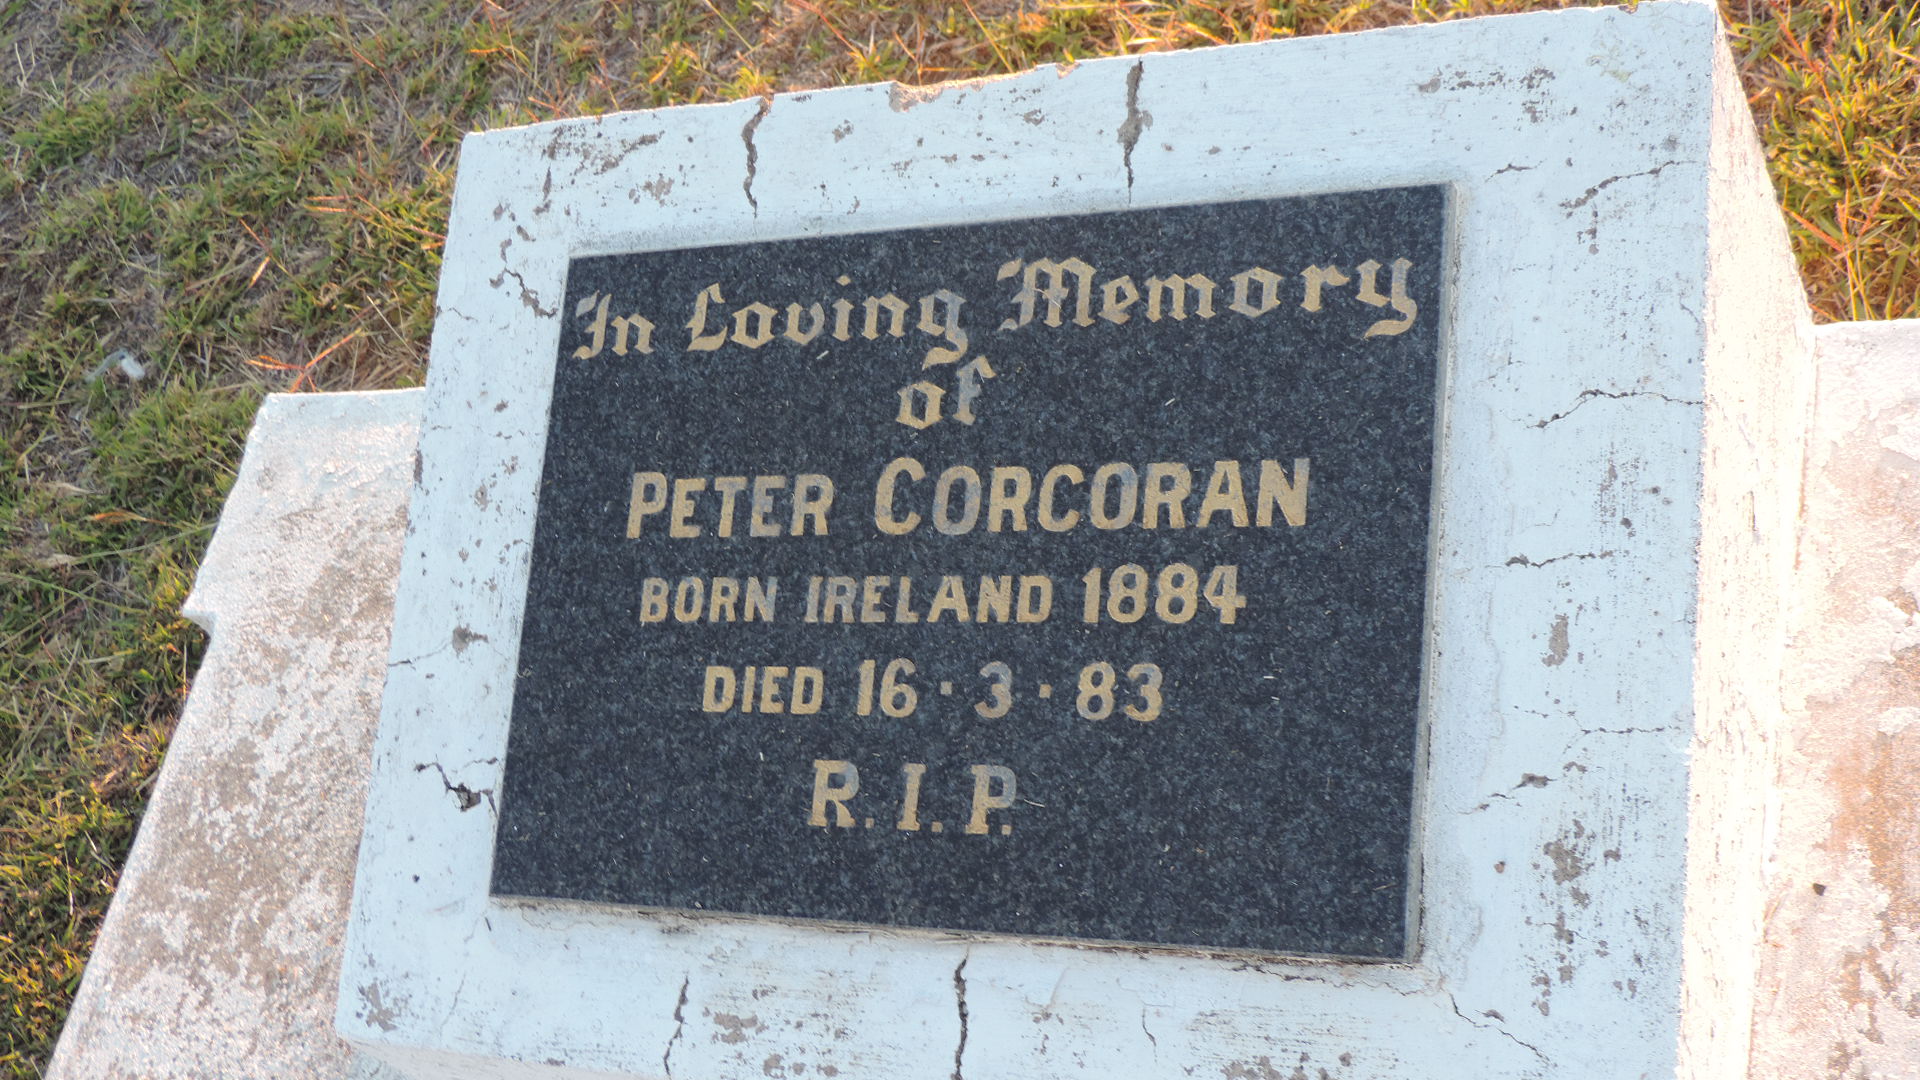 In Loving Memory
of
PETER CORCORAN
BORN IRELAND 1884
DIED 16 · 3 · 83
R. I. P.